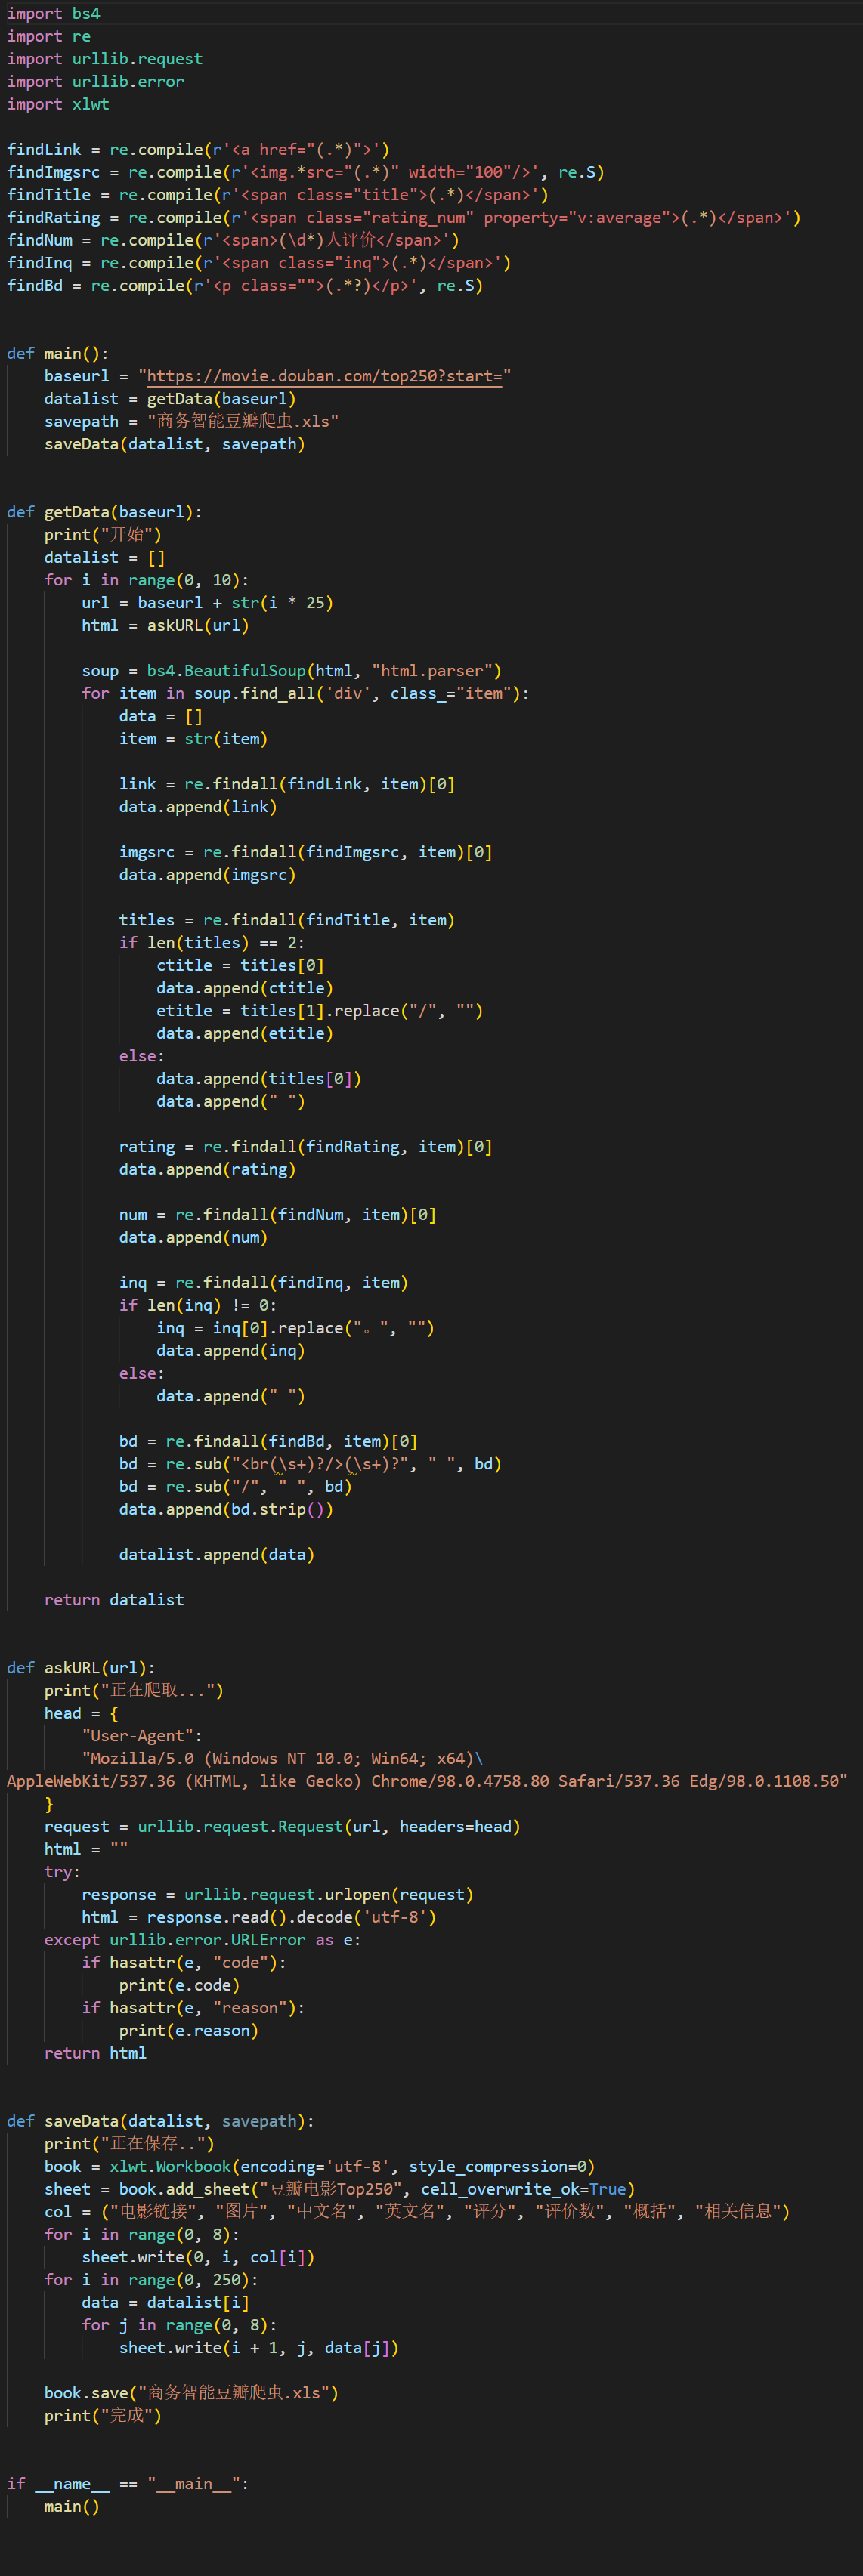 import bs4
import re
import urllib.request
import urllib.error
import xlwt

findLink = re.compile(r'<a href="(.*)">')
findImgsrc = re.compile(r'<img.*src="(.*)" width="100"/>', re.S)
findTitle = re.compile(r'<span class="title">(.*)</span>')
findRating = re.compile(r'<span class="rating_num" property="v:average">(.*)</span>')
findNum = re.compile(r'<span>(\d*)人评价</span>')
findInq = re.compile(r'<span class="inq">(.*)</span>')
findBd = re.compile(r'<p class="">(.*?)</p>', re.S)


def main():
    baseurl = "https://movie.douban.com/top250?start="
    datalist = getData(baseurl)
    savepath = "商务智能豆瓣爬虫.xls"
    saveData(datalist, savepath)


def getData(baseurl):
    print("开始")
    datalist = []
    for i in range(0, 10):
        url = baseurl + str(i * 25)
        html = askURL(url)

        soup = bs4.BeautifulSoup(html, "html.parser")
        for item in soup.find_all('div', class_="item"):
            data = []
            item = str(item)

            link = re.findall(findLink, item)[0]
            data.append(link)

            imgsrc = re.findall(findImgsrc, item)[0]
            data.append(imgsrc)

            titles = re.findall(findTitle, item)
            if len(titles) == 2:
                ctitle = titles[0]
                data.append(ctitle)
                etitle = titles[1].replace("/", "")
                data.append(etitle)
            else:
                data.append(titles[0])
                data.append(" ")

            rating = re.findall(findRating, item)[0]
            data.append(rating)

            num = re.findall(findNum, item)[0]
            data.append(num)

            inq = re.findall(findInq, item)
            if len(inq) != 0:
                inq = inq[0].replace("。", "")
                data.append(inq)
            else:
                data.append(" ")

            bd = re.findall(findBd, item)[0]
            bd = re.sub("<br(\s+)?/>(\s+)?", " ", bd)
            bd = re.sub("/", " ", bd)
            data.append(bd.strip())

            datalist.append(data)

    return datalist


def askURL(url):
    print("正在爬取...")
    head = {
        "User-Agent":
        "Mozilla/5.0 (Windows NT 10.0; Win64; x64)\
AppleWebKit/537.36 (KHTML, like Gecko) Chrome/98.0.4758.80 Safari/537.36 Edg/98.0.1108.50"
    }
    request = urllib.request.Request(url, headers=head)
    html = ""
    try:
        response = urllib.request.urlopen(request)
        html = response.read().decode('utf-8')
    except urllib.error.URLError as e:
        if hasattr(e, "code"):
            print(e.code)
        if hasattr(e, "reason"):
            print(e.reason)
    return html


def saveData(datalist, savepath):
    print("正在保存..")
    book = xlwt.Workbook(encoding='utf-8', style_compression=0)
    sheet = book.add_sheet("豆瓣电影Top250", cell_overwrite_ok=True)
    col = ("电影链接", "图片", "中文名", "英文名", "评分", "评价数", "概括", "相关信息")
    for i in range(0, 8):
        sheet.write(0, i, col[i])
    for i in range(0, 250):
        data = datalist[i]
        for j in range(0, 8):
            sheet.write(i + 1, j, data[j])

    book.save("商务智能豆瓣爬虫.xls")
    print("完成")


if __name__ == "__main__":
    main()